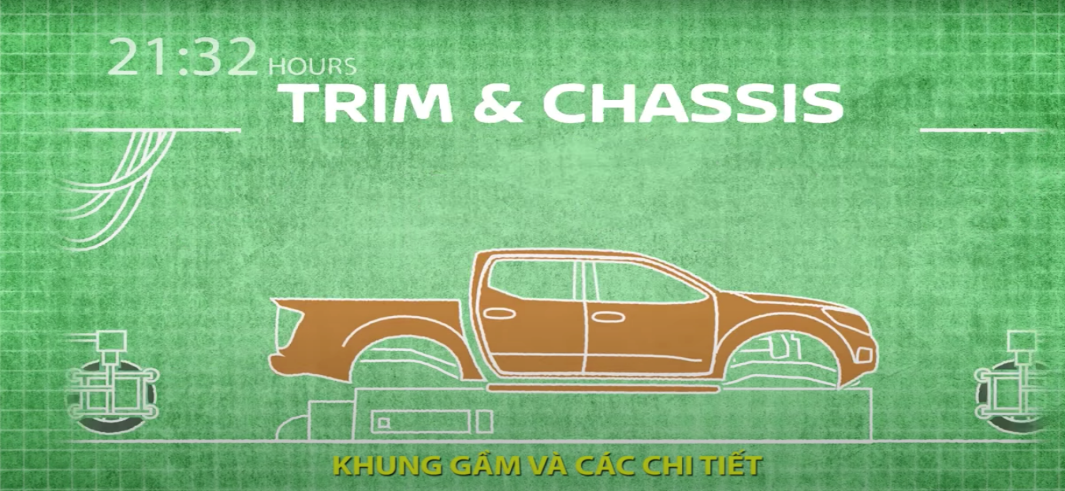 21:32 HOURS
TRIM & CHASSIS
KHUNG GẦM VÀ CÁC CHI TIẾT